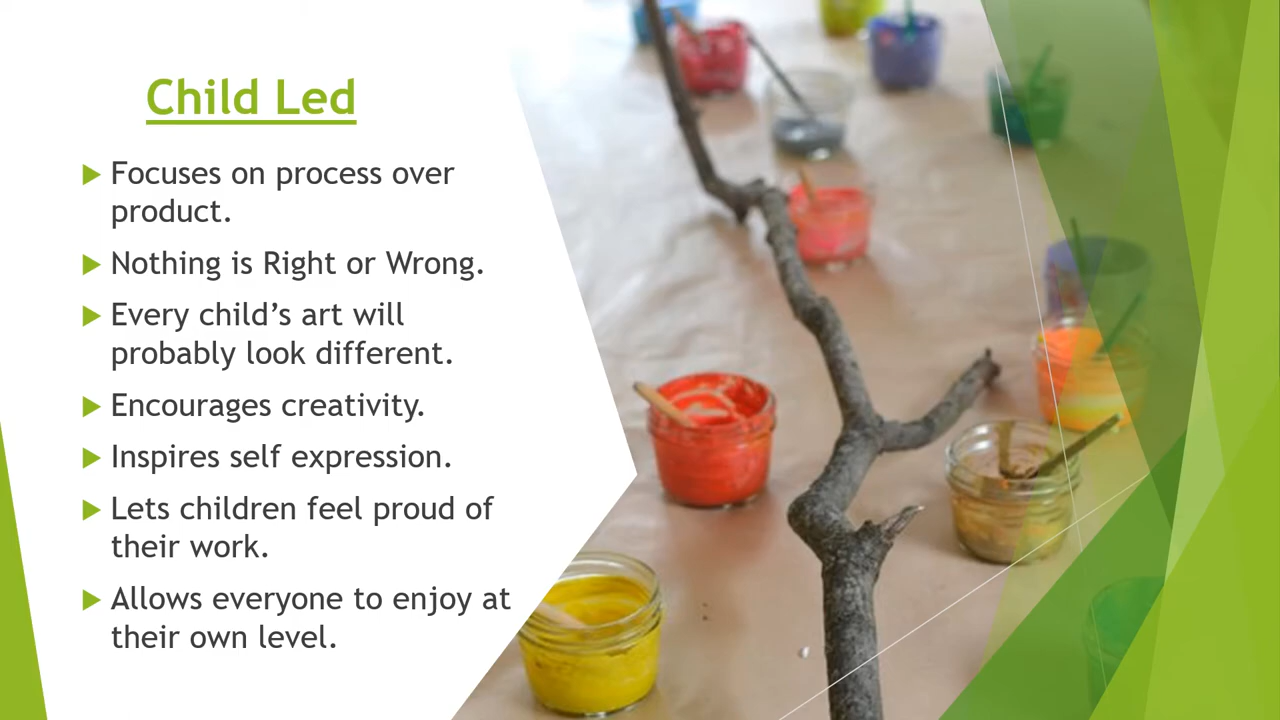 Child Led
Focuses on process over
product.
Nothing is Right or Wrong.
Every child’s art will
probably look different.
Encourages creativity.
Inspires self expression.
Lets children feel proud of
their work.
Allows everyone to enjoy at
their own level.